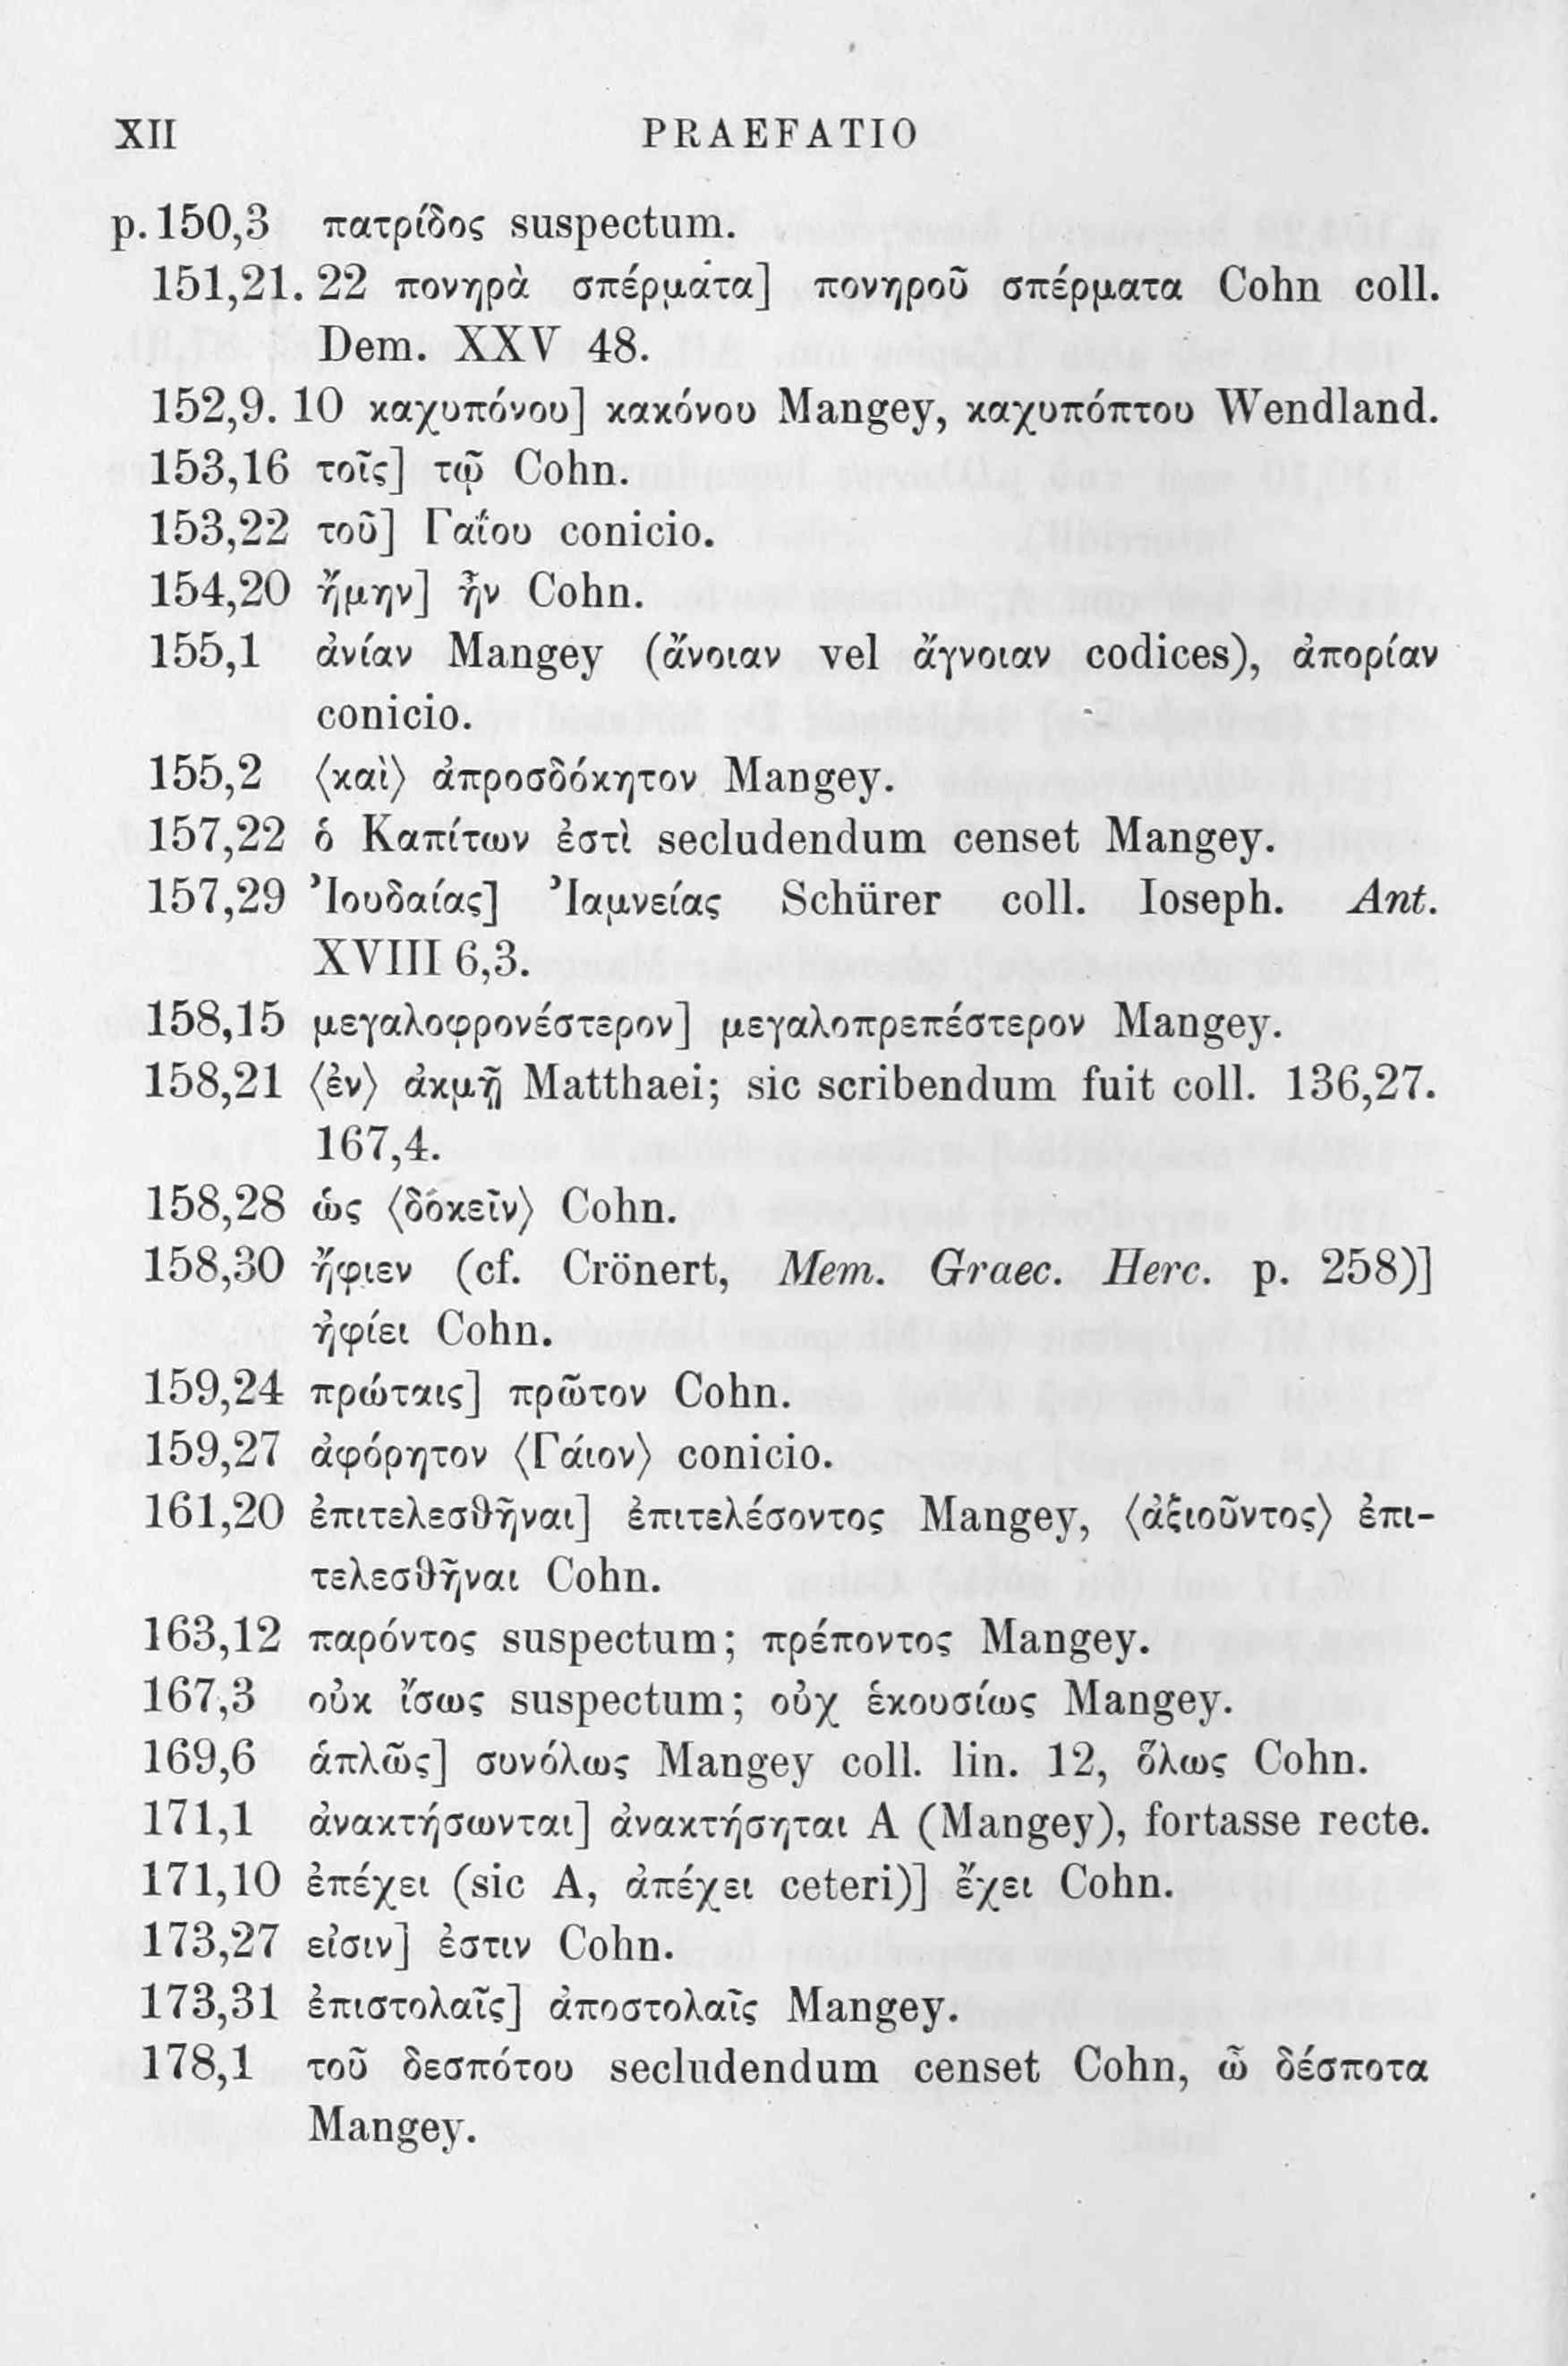 XII PRAEFATIO
p. 150,3 πατρίδος suspectum.
151,21. 22 πονηρὰ σπέρματα] πονηροῦ σπέρματα Cohn coll.
Dem. XXV 48.
152,9. 10 καχυπόνου] κακόνου Mangey, καχυπόπτου Wendland.
153,16 τοῖς] τῷ Cohn.
153,22 τοῦ] Γαΐου conicio.
154,20 ἤμην] ἦν Cohn.
155,1 ἀνίαν Mangey (ἄνοιαν vel ἄγνοιαν codices), ἀπορίαν
conicio.
155,2 ⟨καὶ⟩ ἀπροσδόκητον Mangey.
157,22 ὁ Καπίτων ἐστὶ secludendum censet Mangey.
157,29 Ἰουδαίας] Ἰαμνείας Schürer coll. Ioseph. Ant.
XVIII 6,3.
158,15 μεγαλοφρονέστερον] μεγαλοπρεπέστερον Mangey.
158,21 ⟨ἐν⟩ ἀκμῇ Matthaei; sic scribendum fuit coll. 136,27.
167,4.
158,28 ὡς ⟨δοκεῖν⟩ Cohn.
158,30 ἤφιεν (cf. Crönert, Mem. Graec. Herc. p. 258)]
ἠφίει Cohn.
159,24 πρώταις] πρῶτον Cohn.
159,27 ἀφόρητον ⟨Γάιον⟩ conicio.
161,20 ἐπιτελεσθῆναι] ἐπιτελέσοντος Mangey, ⟨ἀξιοῦντος⟩ ἐπι-
τελεσθῆναι Cohn.
163,12 παρόντος suspectum; πρέποντος Mangey.
167,3 οὐκ ἴσως suspectum; οὐχ ἑκουσίως Mangey.
169,6 ἁπλῶς] συνόλως Mangey coll. lin. 12, ὅλως Cohn.
171,1 ἀνακτήσωνται] ἀνακτήσηται A (Mangey), fortasse recte.
171,10 ἐπέχει (sic A, ἀπέχει ceteri)] ἔχει Cohn.
173,27 εἰσιν] ἐστιν Cohn.
173,31 ἐπιστολαῖς] ἀποστολαῖς Mangey.
178,1 τοῦ δεσπότου secludendum censet Cohn, ὦ δέσποτα
Mangey.